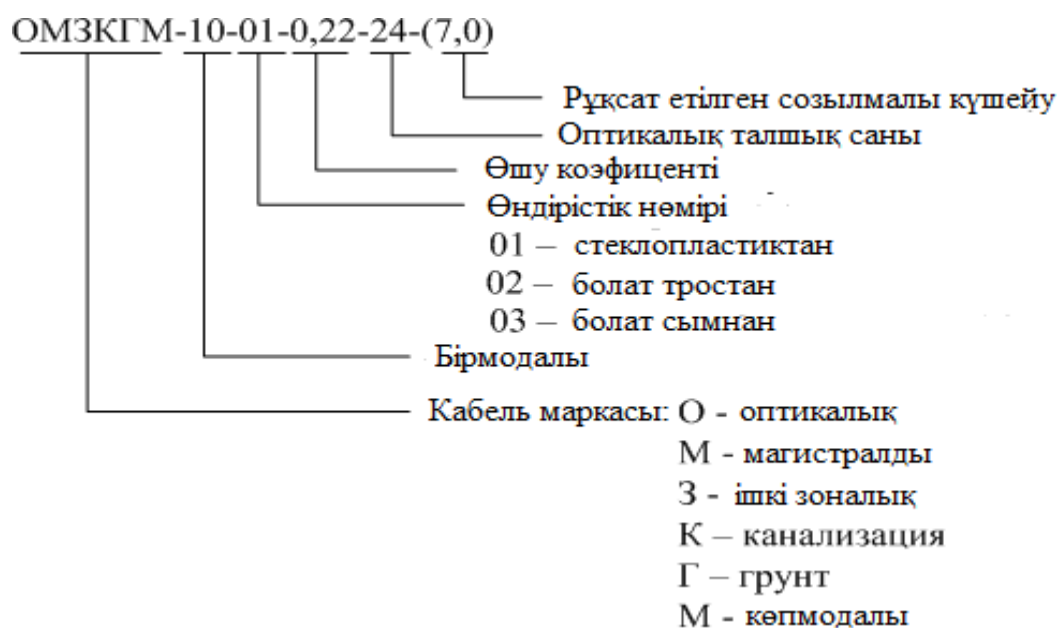 ОМЗКГМ-10-01-0,22-24-(7,0)
Рұқсат етілген созылмалы күшейу
Оптикалық талшық саны
Өшу коэфиценті
Өндірістік нөмірі
01 – стеклопластиктан
02 – болат тростан
03 – болат сымнан
Бірмодалы
Кабель маркасы: О - оптикалық
М - магистралды
З - ішкі зоналық
К – канализация
Г – грунт
М - көпмодалы